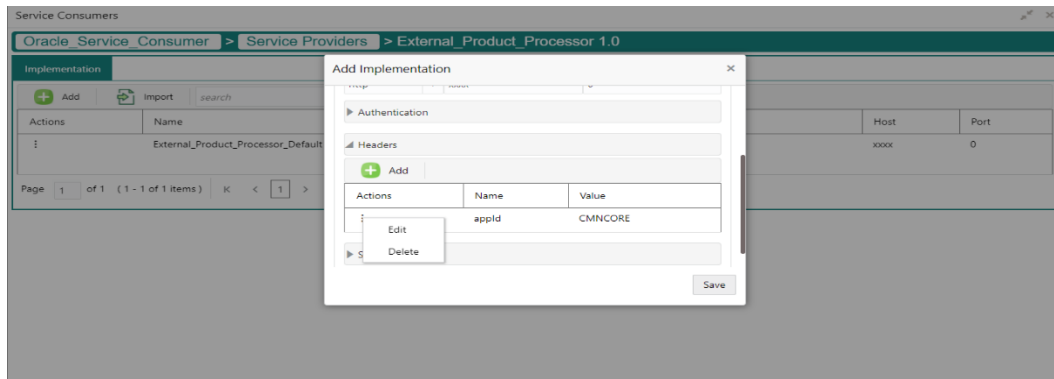 Service Consumers
Oracle_Service_Consumer > Service Providers > External_Product_Processor 1.0
Implementation
Add Import search
Actions Name Host Port
External_Product_Processor_Default xxxx 0
Page 1 of 1 (1 - 1 of 1 items) K < 1 >
Add Implementation ×
Authentication
Headers
Add
Actions Name Value
appId CMNCORE
Edit
Delete
S
Save